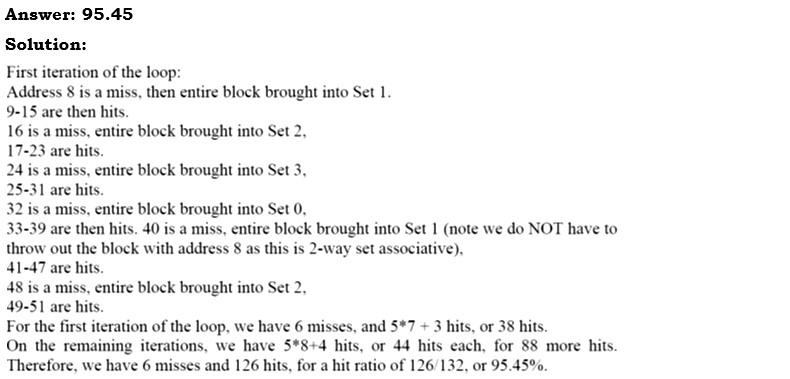 Answer: 95.45
Solution:
First iteration of the loop:
Address 8 is a miss, then entire block brought into Set 1.
9-15 are then hits.
16 is a miss, entire block brought into Set 2,
17-23 are hits.
24 is a miss, entire block brought into Set 3,
25-31 are hits.
32 is a miss, entire block brought into Set 0,
33-39 are then hits. 40 is a miss, entire block brought into Set 1 (note we do NOT have to
throw out the block with address 8 as this is 2-way set associative),
41-47 are hits.
48 is a miss, entire block brought into Set 2,
49-51 are hits.
For the first iteration of the loop, we have 6 misses, and 5*7 + 3 hits, or 38 hits.
On the remaining iterations, we have 5*8+4 hits, or 44 hits each, for 88 more hits.
Therefore, we have 6 misses and 126 hits, for a hit ratio of 126/132, or 95.45%.